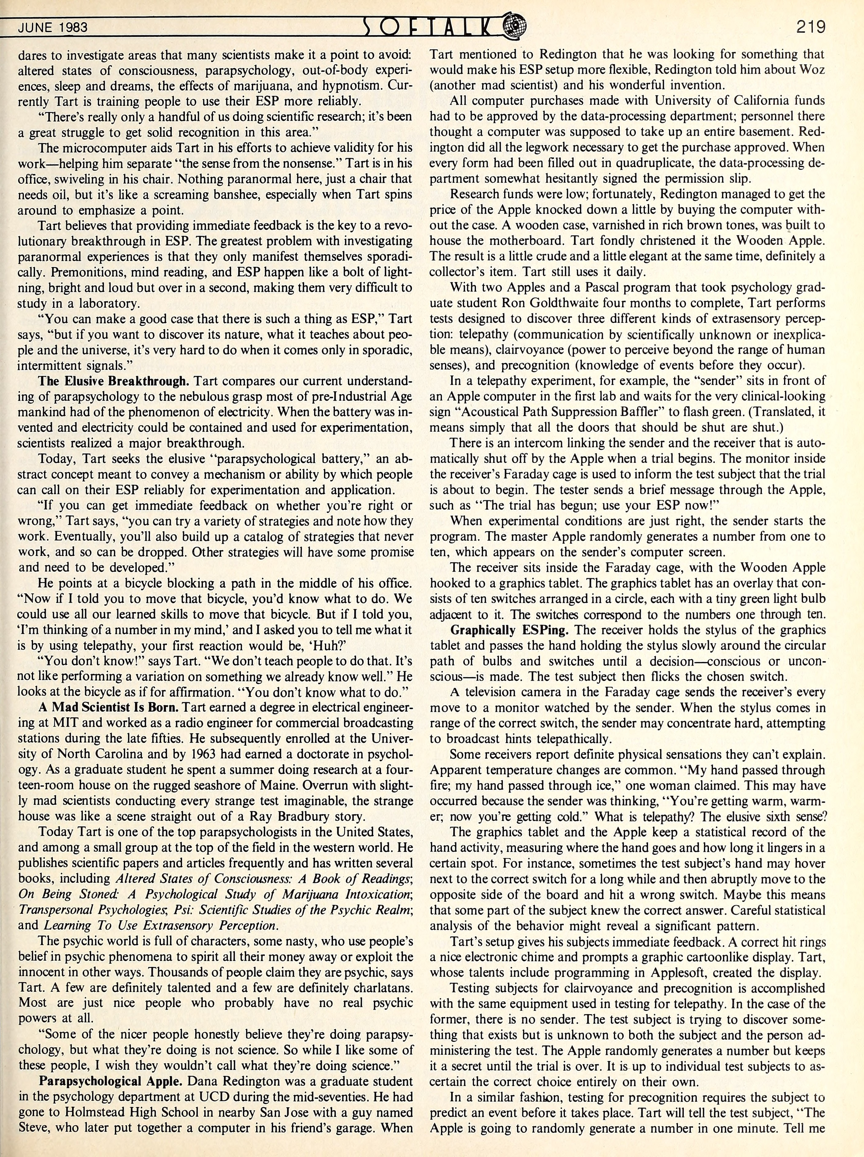 JUNE 1983
SOFTALK
219
dares to investigate areas that many scientists make it a point to avoid:
altered states of consciousness, parapsychology, out-of-body experi-
ences, sleep and dreams, the effects of marijuana, and hypnotism. Cur-
rently Tart is training people to use their ESP more reliably.
"There's really only a handful of us doing scientific research; it's been
a great struggle to get solid recognition in this area."
The microcomputer aids Tart in his efforts to achieve validity for his
work—helping him separate "the sense from the nonsense." Tart is in his
office, swiveling in his chair. Nothing paranormal here, just a chair that
needs oil, but it's like a screaming banshee, especially when Tart spins
around to emphasize a point.
Tart believes that providing immediate feedback is the key to a revo-
lutionary breakthrough in ESP. The greatest problem with investigating
paranormal experiences is that they only manifest themselves sporadi-
cally. Premonitions, mind reading, and ESP happen like a bolt of light-
ning, bright and loud but over in a second, making them very difficult to
study in a laboratory.
"You can make a good case that there is such a thing as ESP," Tart
says, "but if you want to discover its nature, what it teaches about peo-
ple and the universe, it's very hard to do when it comes only in sporadic,
intermittent signals."
The Elusive Breakthrough. Tart compares our current understand-
ing of parapsychology to the nebulous grasp most of pre-Industrial Age
mankind had of the phenomenon of electricity. When the battery was in-
vented and electricity could be contained and used for experimentation,
scientists realized a major breakthrough.
Today, Tart seeks the elusive "parapsychological battery," an ab-
stract concept meant to convey a mechanism or ability by which people
can call on their ESP reliably for experimentation and application.
"If you can get immediate feedback on whether you're right or
wrong," Tart says, "you can try a variety of strategies and note how they
work. Eventually, you'll also build up a catalog of strategies that never
work, and so can be dropped. Other strategies will have some promise
and need to be developed."
He points at a bicycle blocking a path in the middle of his office.
"Now if I told you to move that bicycle, you'd know what to do. We
could use all our learned skills to move that bicycle. But if I told you,
'I'm thinking of a number in my mind,' and I asked you to tell me what it
is by using telepathy, your first reaction would be, 'Huh?'
"You don't know!" says Tart. "We don't teach people to do that. It's
not like performing a variation on something we already know well." He
looks at the bicycle as if for affirmation. "You don't know what to do."
A Mad Scientist Is Born. Tart earned a degree in electrical engineer-
ing at MIT and worked as a radio engineer for commercial broadcasting
stations during the late fifties. He subsequently enrolled at the Univer-
sity of North Carolina and by 1963 had earned a doctorate in psychol-
ogy. As a graduate student he spent a summer doing research at a four-
teen-room house on the rugged seashore of Maine. Overrun with slight-
ly mad scientists conducting every strange test imaginable, the strange
house was like a scene straight out of a Ray Bradbury story.
Today Tart is one of the top parapsychologists in the United States,
and among a small group at the top of the field in the western world. He
publishes scientific papers and articles frequently and has written several
books, including Altered States of Consciousness: A Book of Readings;
On Being Stoned: A Psychological Study of Marijuana Intoxication;
Transpersonal Psychologies; Psi: Scientific Studies of the Psychic Realm;
and Learning To Use Extrasensory Perception.
The psychic world is full of characters, some nasty, who use people's
belief in psychic phenomena to spirit all their money away or exploit the
innocent in other ways. Thousands of people claim they are psychic, says
Tart. A few are definitely talented and a few are definitely charlatans.
Most are just nice people who probably have no real psychic
powers at all.
"Some of the nicer people honestly believe they're doing parapsy-
chology, but what they're doing is not science. So while I like some of
these people, I wish they wouldn't call what they're doing science."
Parapsychological Apple. Dana Redington was a graduate student
in the psychology department at UCD during the mid-seventies. He had
gone to Holmstead High School in nearby San Jose with a guy named
Steve, who later put together a computer in his friend's garage. When
Tart mentioned to Redington that he was looking for something that
would make his ESP setup more flexible, Redington told him about Woz
(another mad scientist) and his wonderful invention.
All computer purchases made with University of California funds
had to be approved by the data-processing department; personnel there
thought a computer was supposed to take up an entire basement. Red-
ington did all the legwork necessary to get the purchase approved. When
every form had been filled out in quadruplicate, the data-processing de-
partment somewhat hesitantly signed the permission slip.
Research funds were low; fortunately, Redington managed to get the
price of the Apple knocked down a little by buying the computer with-
out the case. A wooden case, varnished in rich brown tones, was built to
house the motherboard. Tart fondly christened it the Wooden Apple.
The result is a little crude and a little elegant at the same time, definitely a
collector's item. Tart still uses it daily.
With two Apples and a Pascal program that took psychology grad-
uate student Ron Goldthwaite four months to complete, Tart performs
tests designed to discover three different kinds of extrasensory percep-
tion: telepathy (communication by scientifically unknown or inexplica-
ble means), clairvoyance (power to perceive beyond the range of human
senses), and precognition (knowledge of events before they occur).
In a telepathy experiment, for example, the "sender" sits in front of
an Apple computer in the first lab and waits for the very clinical-looking
sign "Acoustical Path Suppression Baffler" to flash green. (Translated, it
means simply that all the doors that should be shut are shut.)
There is an intercom linking the sender and the receiver that is auto-
matically shut off by the Apple when a trial begins. The monitor inside
the receiver's Faraday cage is used to inform the test subject that the trial
is about to begin. The tester sends a brief message through the Apple,
such as "The trial has begun; use your ESP now!"
When experimental conditions are just right, the sender starts the
program. The master Apple randomly generates a number from one to
ten, which appears on the sender's computer screen.
The receiver sits inside the Faraday cage, with the Wooden Apple
hooked to a graphics tablet. The graphics tablet has an overlay that con-
sists of ten switches arranged in a circle, each with a tiny green light bulb
adjacent to it. The switches correspond to the numbers one through ten.
Graphically ESPing. The receiver holds the stylus of the graphics
tablet and passes the hand holding the stylus slowly around the circular
path of bulbs and switches until a decision—conscious or uncon-
scious—is made. The test subject then flicks the chosen switch.
A television camera in the Faraday cage sends the receiver's every
move to a monitor watched by the sender. When the stylus comes in
range of the correct switch, the sender may concentrate hard, attempting
to broadcast hints telepathically.
Some receivers report definite physical sensations they can't explain.
Apparent temperature changes are common. "My hand passed through
fire; my hand passed through ice," one woman claimed. This may have
occurred because the sender was thinking, "You're getting warm, warm-
er; now you're getting cold." What is telepathy? The elusive sixth sense?
The graphics tablet and the Apple keep a statistical record of the
hand activity, measuring where the hand goes and how long it lingers in a
certain spot. For instance, sometimes the test subject's hand may hover
next to the correct switch for a long while and then abruptly move to the
opposite side of the board and hit a wrong switch. Maybe this means
that some part of the subject knew the correct answer. Careful statistical
analysis of the behavior might reveal a significant pattern.
Tart's setup gives his subjects immediate feedback. A correct hit rings
a nice electronic chime and prompts a graphic cartoonlike display. Tart,
whose talents include programming in Applesoft, created the display.
Testing subjects for clairvoyance and precognition is accomplished
with the same equipment used in testing for telepathy. In the case of the
former, there is no sender. The test subject is trying to discover some-
thing that exists but is unknown to both the subject and the person ad-
ministering the test. The Apple randomly generates a number but keeps
it a secret until the trial is over. It is up to individual test subjects to as-
certain the correct choice entirely on their own.
In a similar fashion, testing for precognition requires the subject to
predict an event before it takes place. Tart will tell the test subject, "The
Apple is going to randomly generate a number in one minute. Tell me